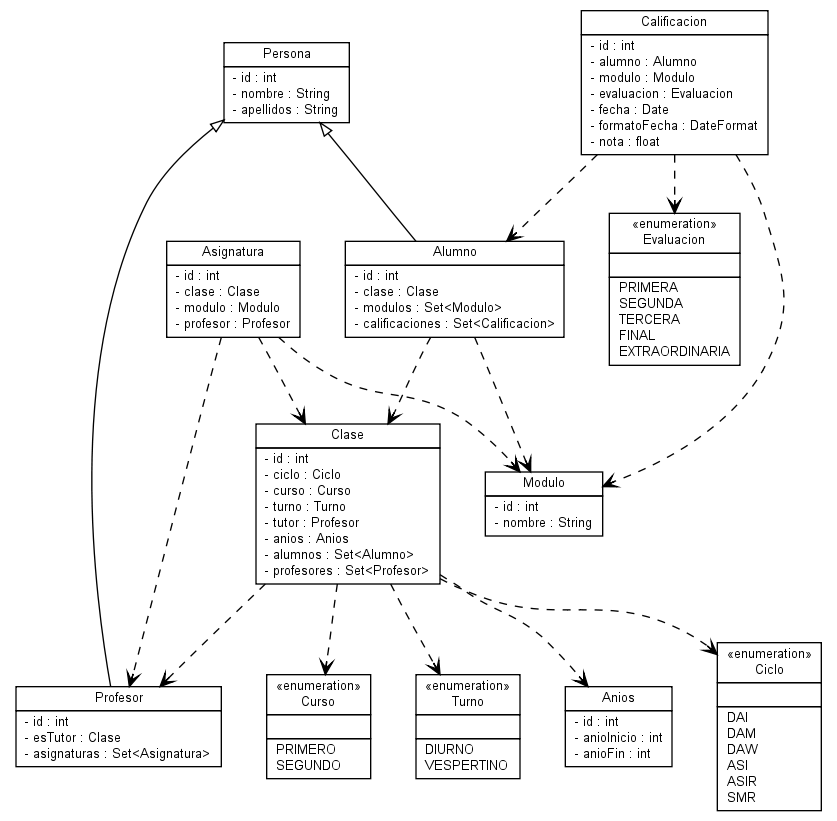 Calificacion
- id : int
- alumno : Alumno
- modulo : Modulo
- evaluacion : Evaluacion
- fecha : Date
- formatoFecha : DateFormat
- nota : float
Persona
- id : int
- nombre : String
- apellidos : String
«enumeration»
Evaluacion
PRIMERA
SEGUNDA
TERCERA
FINAL
EXTRAORDINARIA
Asignatura
- id : int
- clase : Clase
- modulo : Modulo
- profesor : Profesor
Alumno
- id : int
- clase : Clase
- modulos : Set<Modulo>
- calificaciones : Set<Calificacion>
Clase
- id : int
- ciclo : Ciclo
- curso : Curso
- turno : Turno
- tutor : Profesor
- anios : Anios
- alumnos : Set<Alumno>
- profesores : Set<Profesor>
Modulo
- id : int
- nombre : String
Profesor
- id : int
- esTutor : Clase
- asignaturas : Set<Asignatura>
«enumeration»
Curso
PRIMERO
SEGUNDO
«enumeration»
Turno
DIURNO
VESPERTINO
Anios
- id : int
- anioInicio : int
- anioFin : int
«enumeration»
Ciclo
DAI
DAM
DAW
ASI
ASIR
SMR